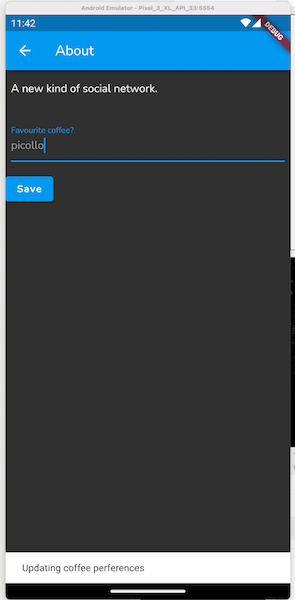 Android Emulator - Pixel_3_XL_API_33:5554
11:42
DEBUG
About
A new kind of social network.
Favourite coffee?
picollo
Save
Updating coffee perferences